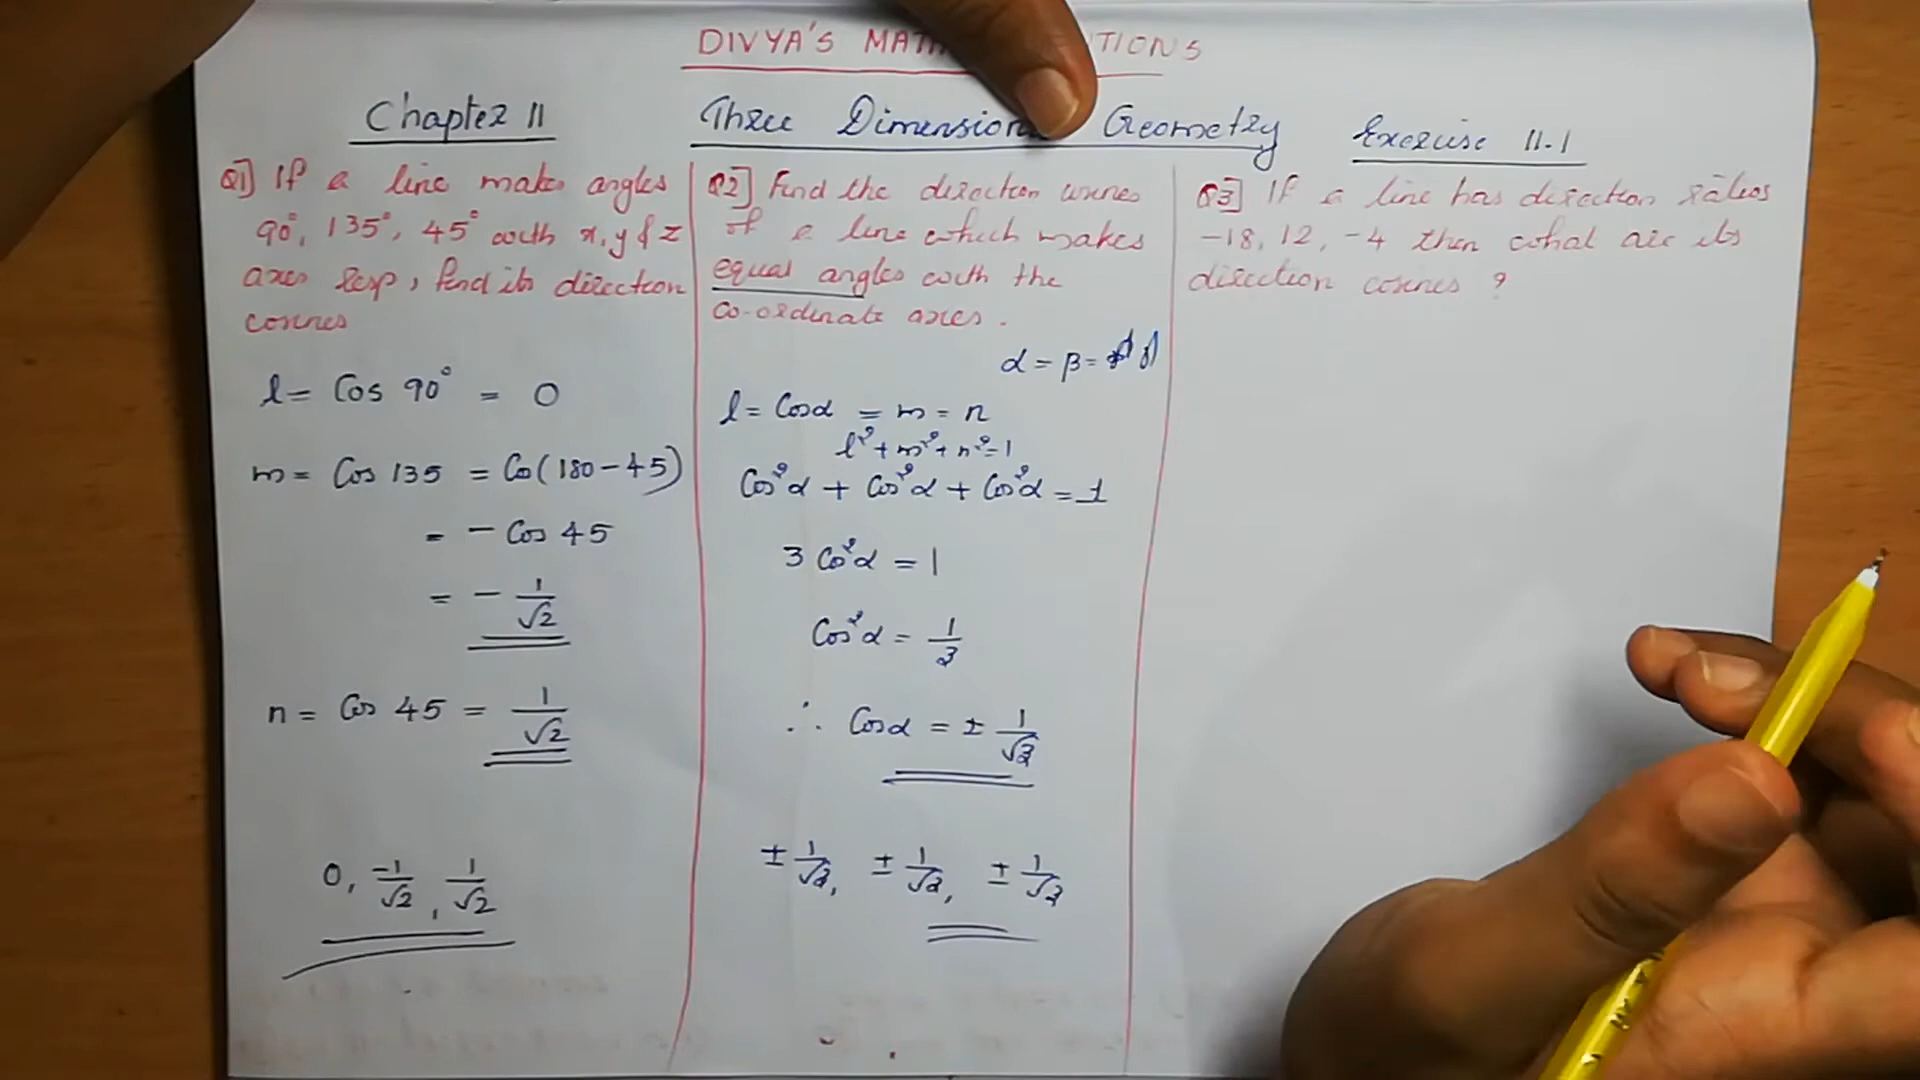 DIVYA'S MAT TIONS
Chapter 11 Three Dimension Geometry Exercise 11.1
Q1] If a line makes angles
90°, 135°, 45° with x, y & z
axes resp, find its direction
cosines
l = Cos 90° = 0
m = Cos 135 = Co(180-45)
= - Cos 45
= - 1/√2
n = Cos 45 = 1/√2
0, -1/√2, 1/√2
Q2] Find the direction cosines
of a line which makes
equal angles with the
co-ordinate axes.
α = β =
l = Cosα = m = n
l² + m² + n² = 1
Cos²α + Cos²α + Cos²α = 1
3 Cos²α = 1
Cos²α = 1/3
∴ Cosα = ± 1/√3
± 1/√3, ± 1/√3, ± 1/√3
Q3] If a line has direction ratios
-18, 12, -4 then what are its
direction cosines ?